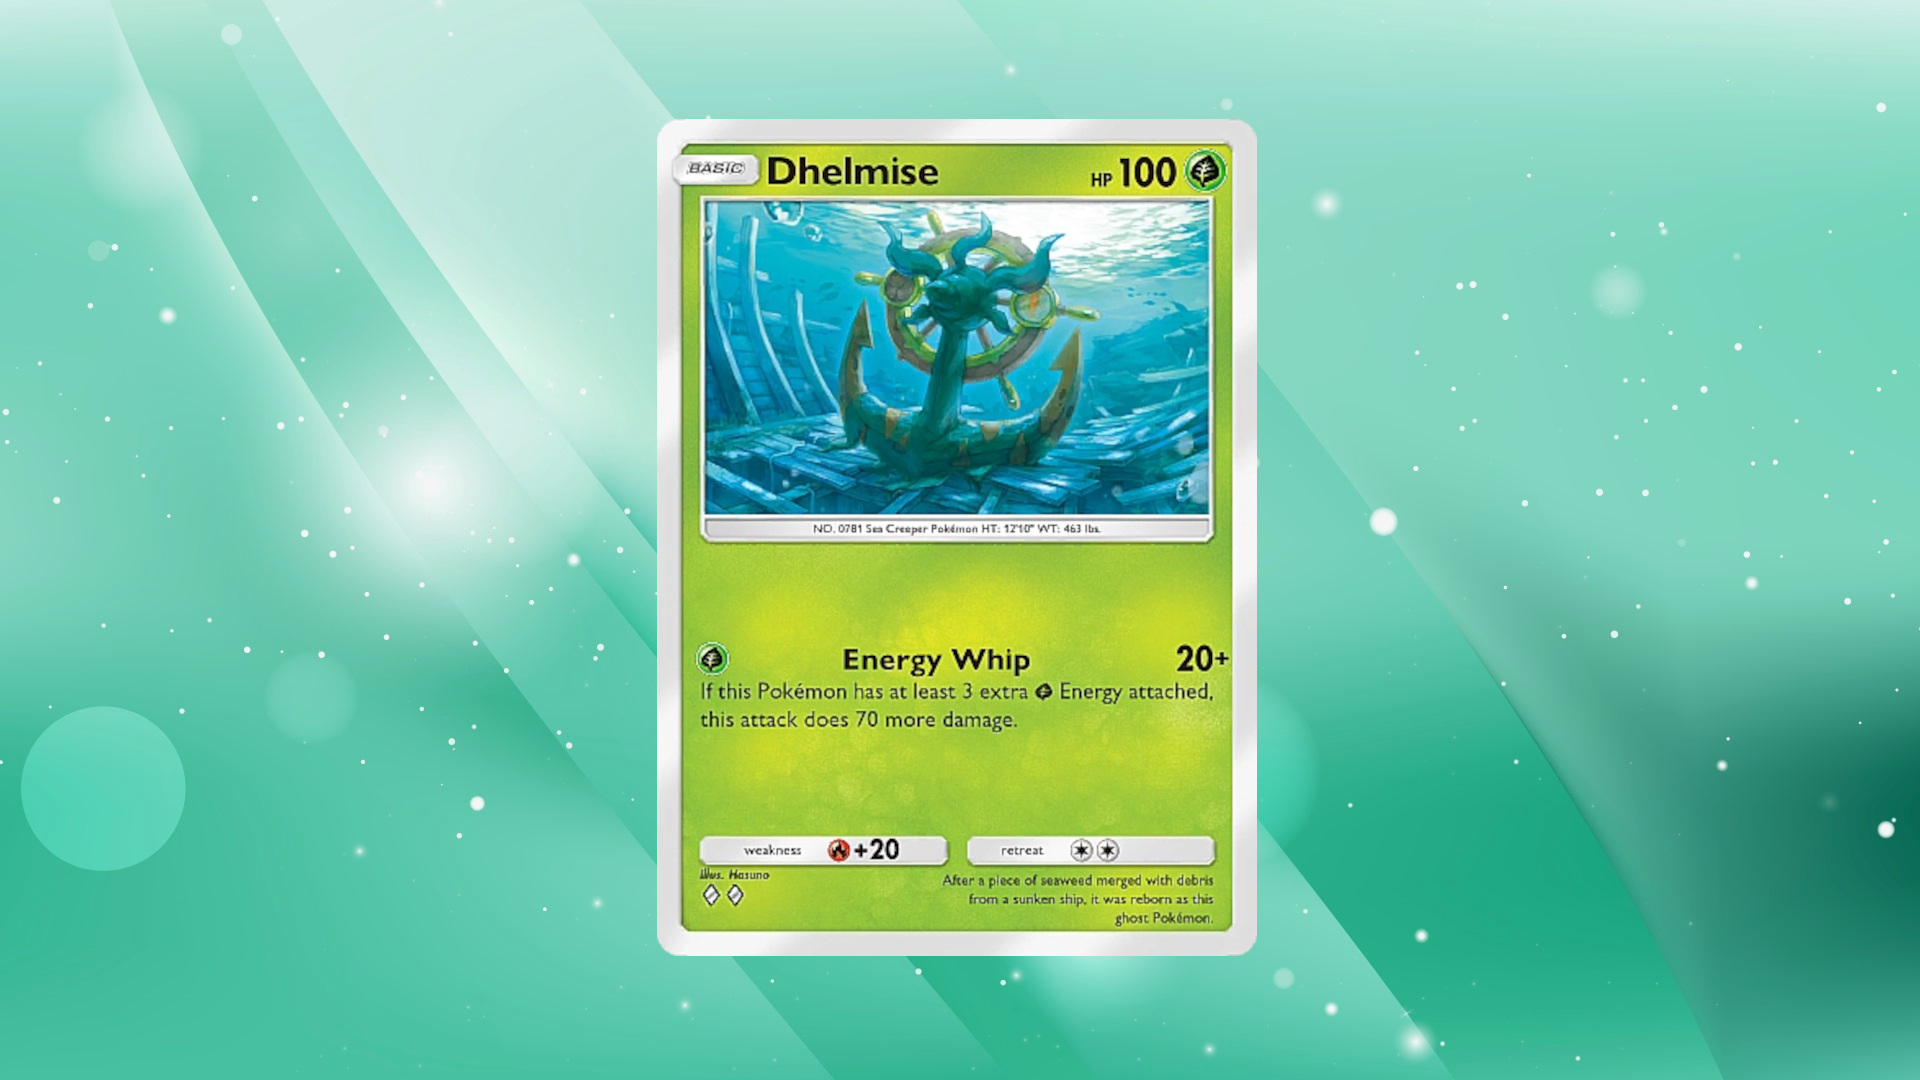 BASIC Dhelmise HP 100
NO. 0781 Sea Creeper Pokémon HT: 12'10" WT: 463 lbs.
Energy Whip 20+
If this Pokémon has at least 3 extra Energy attached,
this attack does 70 more damage.
weakness +20 retreat
Illus. Hasuno
After a piece of seaweed merged with debris
from a sunken ship, it was reborn as this
ghost Pokémon.